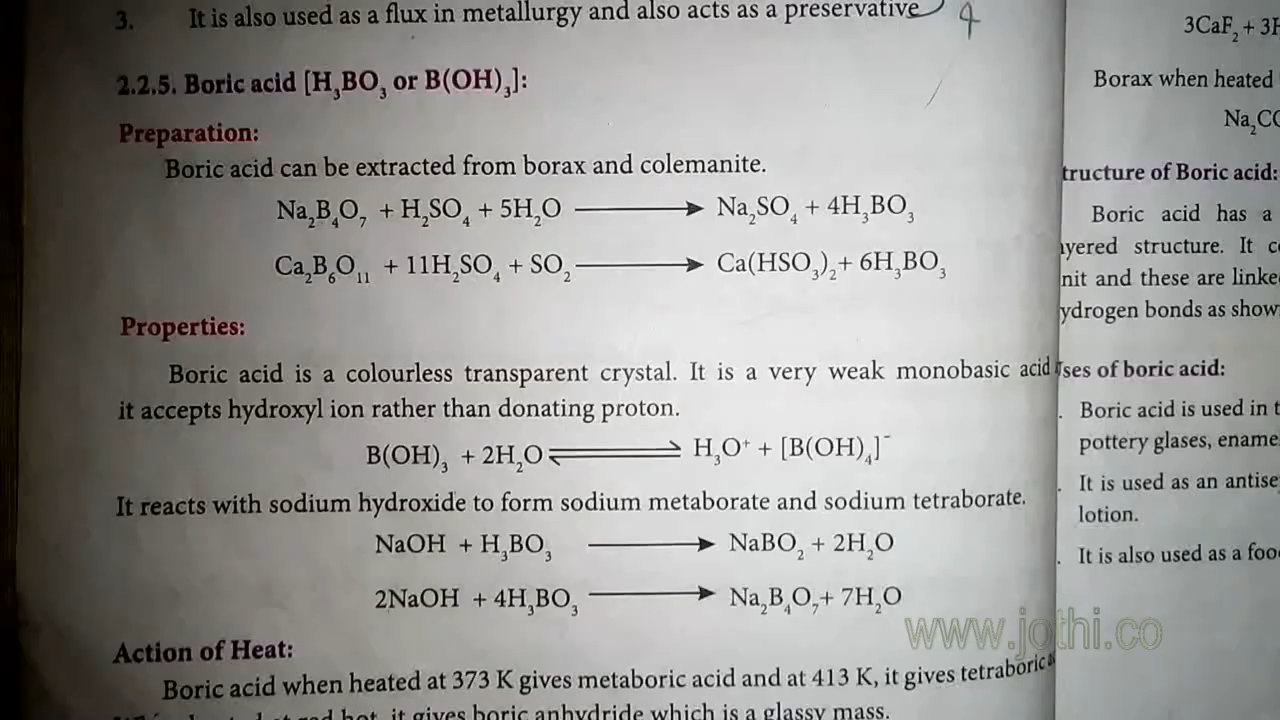 3. It is also used as a flux in metallurgy and also acts as a preservative
4
2.2.5. Boric acid [H₃BO₃ or B(OH)₃]:
Preparation:
Boric acid can be extracted from borax and colemanite.
Na₂B₄O₇ + H₂SO₄ + 5H₂O ⟶ Na₂SO₄ + 4H₃BO₃
Ca₂B₆O₁₁ + 11H₂SO₄ + SO₂ ⟶ Ca(HSO₃)₂ + 6H₃BO₃
Properties:
Boric acid is a colourless transparent crystal. It is a very weak monobasic acid
it accepts hydroxyl ion rather than donating proton.
B(OH)₃ + 2H₂O ⇌ H₃O⁺ + [B(OH)₄]⁻
It reacts with sodium hydroxide to form sodium metaborate and sodium tetraborate.
NaOH + H₃BO₃ ⟶ NaBO₂ + 2H₂O
2NaOH + 4H₃BO₃ ⟶ Na₂B₄O₇ + 7H₂O
Action of Heat:
Boric acid when heated at 373 K gives metaboric acid and at 413 K, it gives tetraboric
hot, it gives boric anhydride which is a glassy mass.
3CaF₂ + 3H
Borax when heated
Na₂CO
tructure of Boric acid:
Boric acid has a
yered structure. It c
nit and these are linke
ydrogen bonds as show
ses of boric acid:
Boric acid is used in t
pottery glases, ename
It is used as an antise
lotion.
It is also used as a foo
www.jothi.co